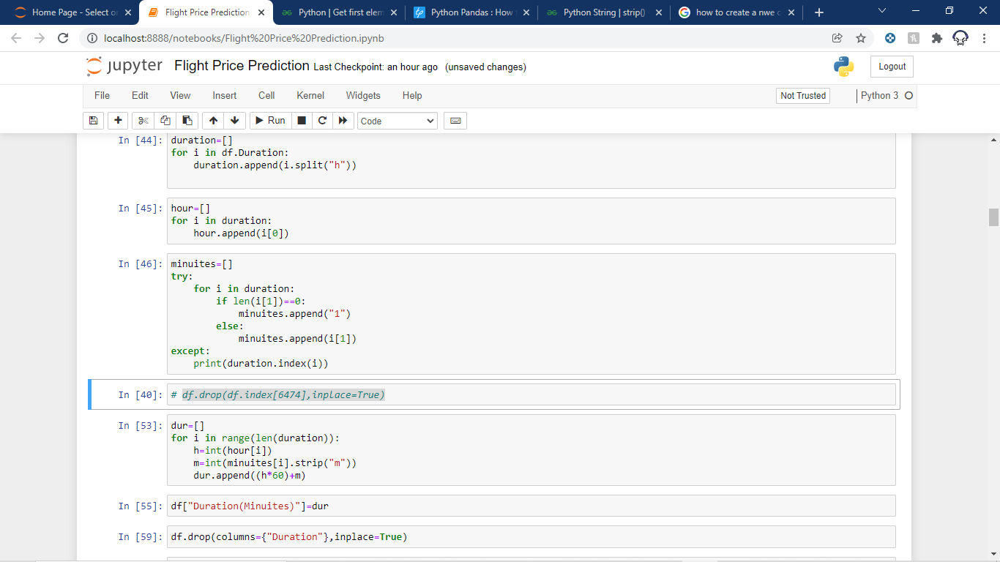 Home Page - Select or
Flight Price Prediction
Python | Get first elem
Python Pandas : How t
Python String | strip()
how to create a nwe c
localhost:8888/notebooks/Flight%20Price%20Prediction.ipynb
jupyter Flight Price Prediction Last Checkpoint: an hour ago (unsaved changes)
Logout
File Edit View Insert Cell Kernel Widgets Help
Not Trusted
Python 3
Run
Code
In [44]: duration=[]
for i in df.Duration:
    duration.append(i.split("h"))
In [45]: hour=[]
for i in duration:
    hour.append(i[0])
In [46]: minuites=[]
try:
    for i in duration:
        if len(i[1])==0:
            minuites.append("1")
        else:
            minuites.append(i[1])
except:
    print(duration.index(i))
In [40]: # df.drop(df.index[6474],inplace=True)
In [53]: dur=[]
for i in range(len(duration)):
    h=int(hour[i])
    m=int(minuites[i].strip("m"))
    dur.append((h*60)+m)
In [55]: df["Duration(Minuites)"]=dur
In [59]: df.drop(columns={"Duration"},inplace=True)